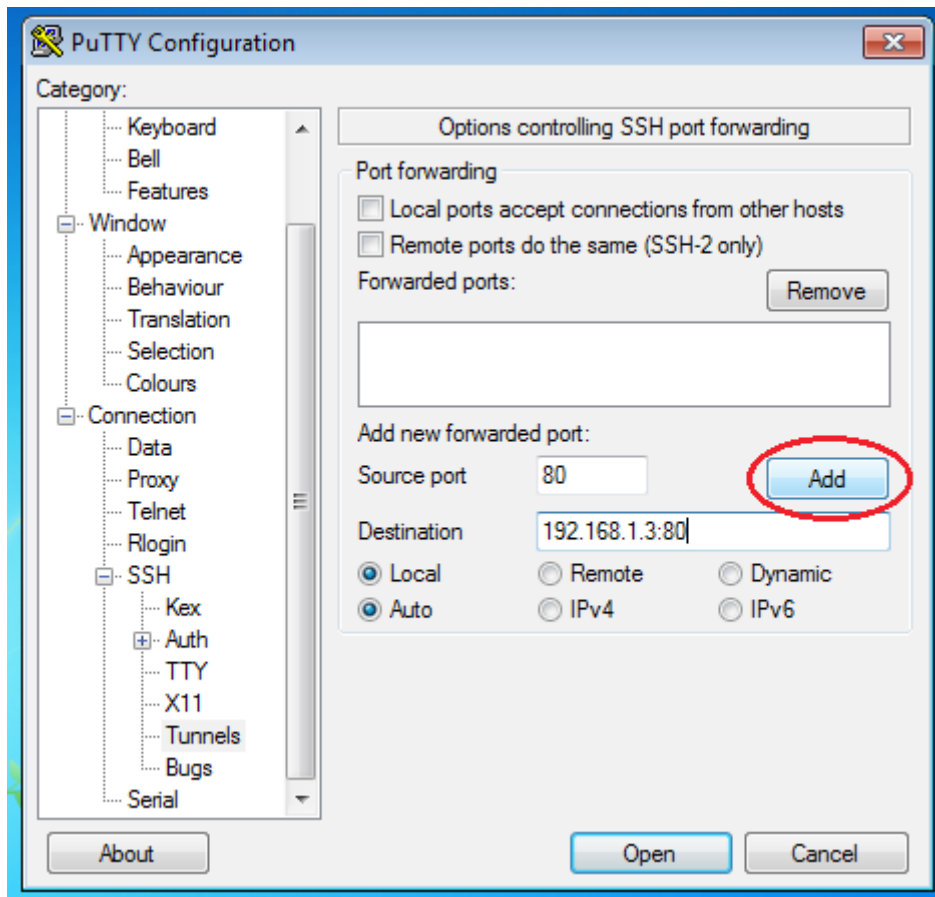 PuTTY Configuration
Category:
Keyboard
Bell
Features
Window
Appearance
Behaviour
Translation
Selection
Colours
Connection
Data
Proxy
Telnet
Rlogin
SSH
Kex
Auth
TTY
X11
Tunnels
Bugs
Serial
Options controlling SSH port forwarding
Port forwarding
Local ports accept connections from other hosts
Remote ports do the same (SSH-2 only)
Forwarded ports:
Remove
Add new forwarded port:
Source port 80 Add
Destination 192.168.1.3:80
Local Remote Dynamic
Auto IPv4 IPv6
About Open Cancel